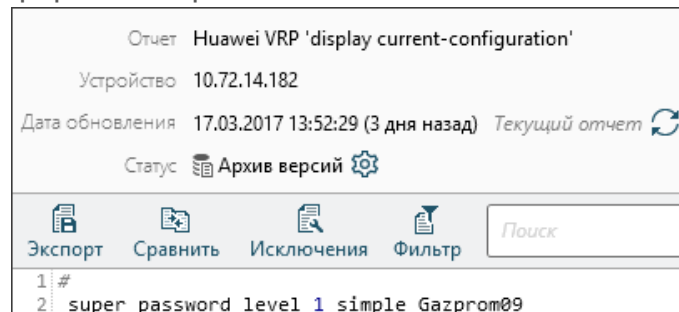 Отчет Huawei VRP 'display current-configuration'
Устройство 10.72.14.182
Дата обновления 17.03.2017 13:52:29 (3 дня назад) Текущий отчет
Статус Архив версий
Экспорт Сравнить Исключения Фильтр Поиск
1 #
2 super password level 1 simple Gazprom09